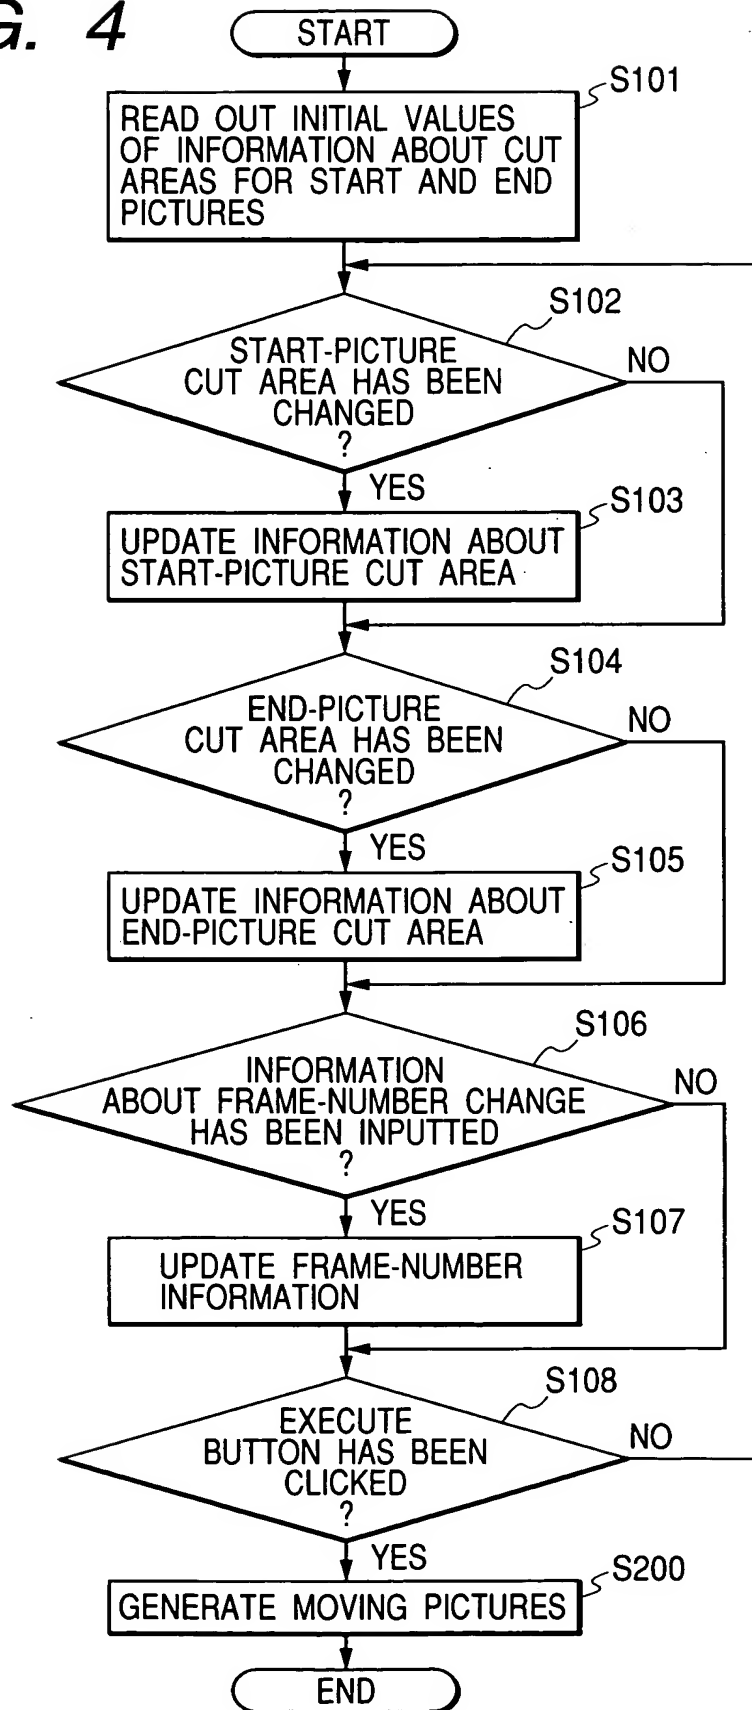 G. 4
START
S101
READ OUT INITIAL VALUES
OF INFORMATION ABOUT CUT
AREAS FOR START AND END
PICTURES
S102
START-PICTURE
CUT AREA HAS BEEN
CHANGED
?
NO
YES
S103
UPDATE INFORMATION ABOUT
START-PICTURE CUT AREA
S104
END-PICTURE
CUT AREA HAS BEEN
CHANGED
?
NO
YES
S105
UPDATE INFORMATION ABOUT
END-PICTURE CUT AREA
S106
INFORMATION
ABOUT FRAME-NUMBER CHANGE
HAS BEEN INPUTTED
?
NO
YES
S107
UPDATE FRAME-NUMBER
INFORMATION
S108
EXECUTE
BUTTON HAS BEEN
CLICKED
?
NO
YES
S200
GENERATE MOVING PICTURES
END